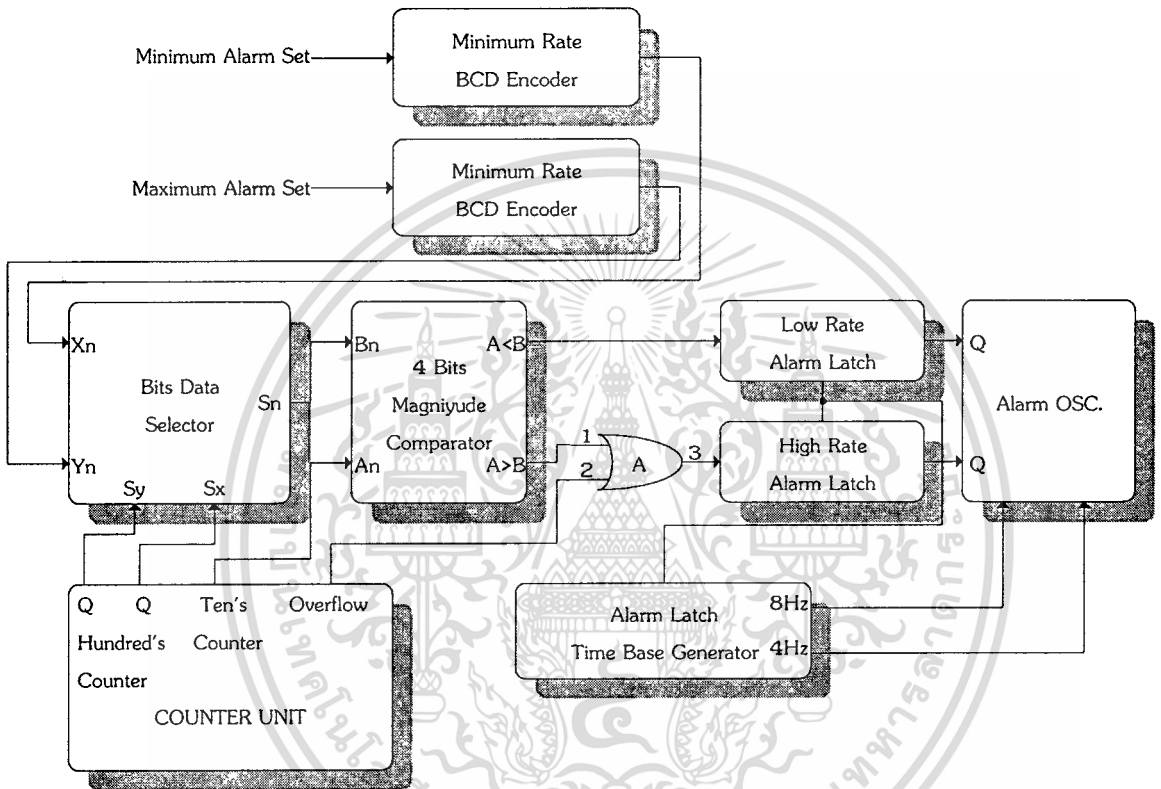 Minimum Alarm Set
Minimum Rate
BCD Encoder
Maximum Alarm Set
Minimum Rate
BCD Encoder
Xn
Bits Data
Selector
Sn
Yn
Sy
Sx
Bn
A<B
4 Bits
Magniyude
Comparator
An
A>B
1
2
A
3
Low Rate
Alarm Latch
High Rate
Alarm Latch
Q
Alarm OSC.
Q
Q
Q
Ten's
Overflow
Hundred's
Counter
Counter
COUNTER UNIT
Alarm Latch
Time Base Generator
8Hz
4Hz